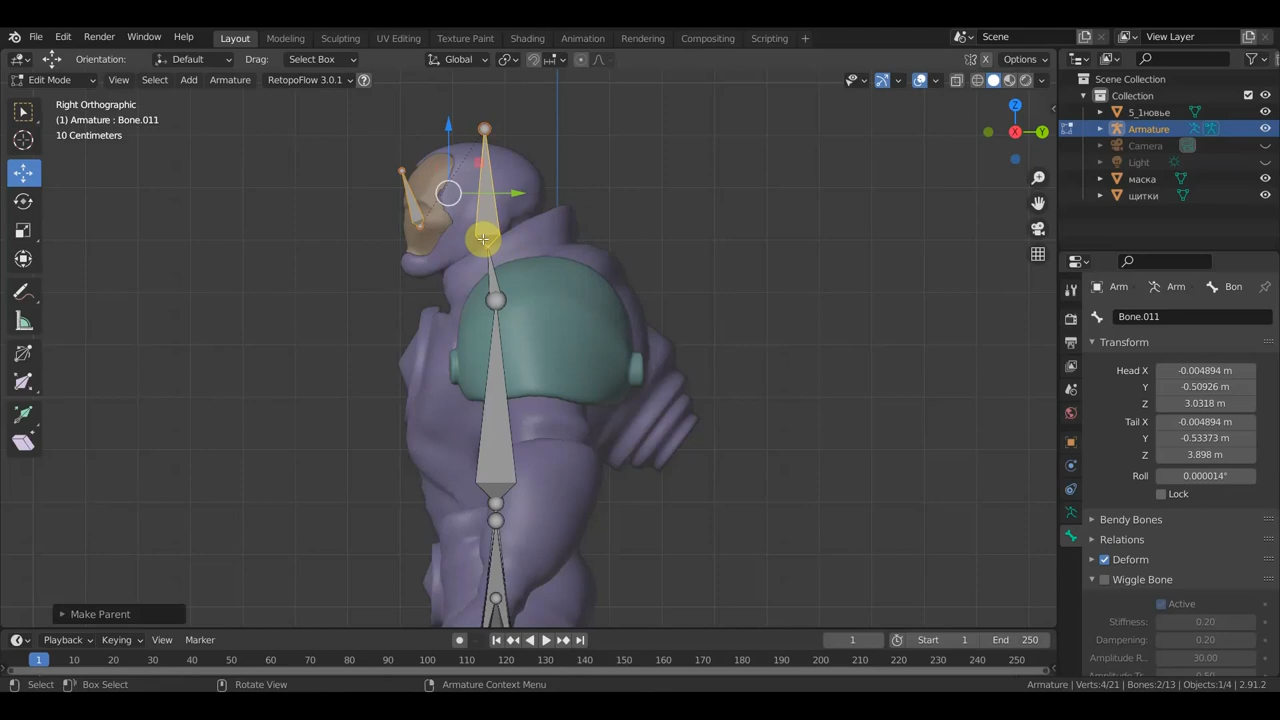 File Edit Render Window Help Layout Modeling Sculpting UV Editing Texture Paint Shading Animation Rendering Compositing Scripting + Scene View Layer
Orientation: Default Drag: Select Box Global Options
Edit Mode View Select Add Armature RetopoFlow 3.0.1
Right Orthographic
(1) Armature : Bone.011
10 Centimeters
Z
X
Y
Scene Collection
Collection
5_1новье
Armature
Camera
Light
маска
щитки
Arm Arm Bon
Bone.011
Transform
Head X -0.004894 m
Y -0.50926 m
Z 3.0318 m
Tail X -0.004894 m
Y -0.53373 m
Z 3.898 m
Roll 0.000014°
Lock
Bendy Bones
Relations
Deform
Wiggle Bone
Active
Stiffness: 0.20
Dampening: 0.20
Amplitude R... 30.00
Make Parent
Playback Keying View Marker 1 Start 1 End 250
1 10 20 30 40 50 60 70 80 90 100 110 120 130 140 150 160 170 180 190 200 210 220 230 240 250
Select Box Select Rotate View Armature Context Menu Armature | Verts:4/21 | Bones:2/13 | Objects:1/4 | 2.91.2